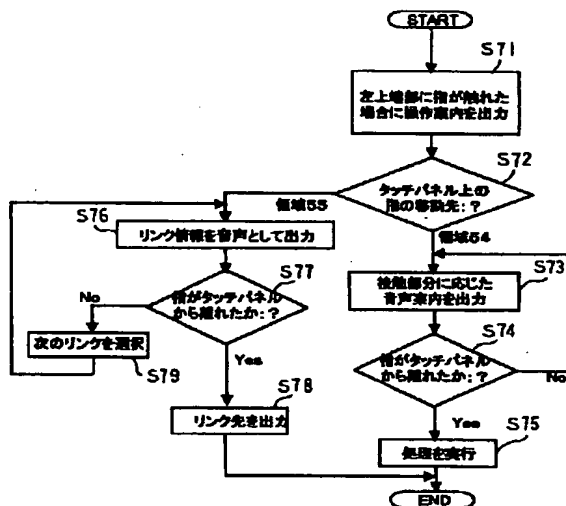 START
S71
左上端部に指が触れた
場合に操作案内を出力
S72
タッチパネル上の
指の移動先:?
領域55
領域54
S76
リンク情報を音声として出力
S73
接触部分に応じた
音声案内を出力
S77
指がタッチパネル
から離れたか:?
No
S74
指がタッチパネル
から離れたか:?
No
次のリンクを選択
S79
Yes
S78
リンク先を出力
Yes
S75
処理を実行
END